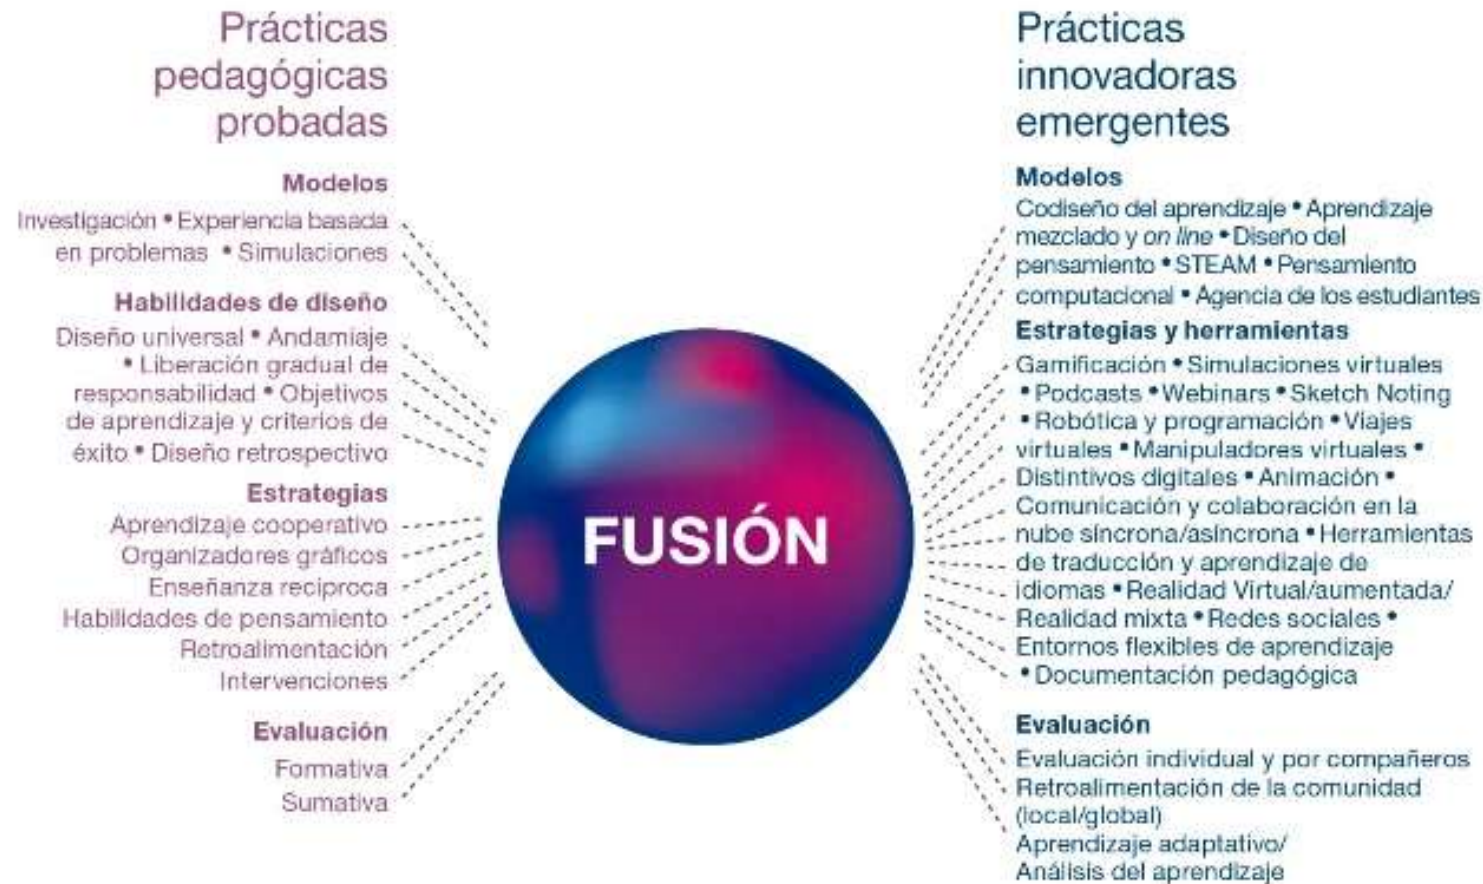 Prácticas
pedagógicas
probadas
Modelos
Investigación • Experiencia basada
en problemas • Simulaciones
Habilidades de diseño
Diseño universal • Andamiaje
• Liberación gradual de
responsabilidad • Objetivos
de aprendizaje y criterios de
éxito • Diseño retrospectivo
Estrategias
Aprendizaje cooperativo
Organizadores gráficos
Enseñanza reciproca
Habilidades de pensamiento
Retroalimentación
Intervenciones
Evaluación
Formativa
Sumativa
FUSIÓN
Prácticas
innovadoras
emergentes
Modelos
Codiseño del aprendizaje • Aprendizaje
mezclado y on line • Diseño del
pensamiento • STEAM • Pensamiento
computacional • Agencia de los estudiantes
Estrategias y herramientas
Gamificación • Simulaciones virtuales
• Podcasts • Webinars • Sketch Noting
• Robótica y programación • Viajes
virtuales • Manipuladores virtuales •
Distintivos digitales • Animación •
Comunicación y colaboración en la
nube síncrona/asíncrona • Herramientas
de traducción y aprendizaje de
idiomas • Realidad Virtual/aumentada/
Realidad mixta • Redes sociales •
Entornos flexibles de aprendizaje
• Documentación pedagógica
Evaluación
Evaluación individual y por compañeros
Retroalimentación de la comunidad
(local/global)
Aprendizaje adaptativo/
Análisis del aprendizaje